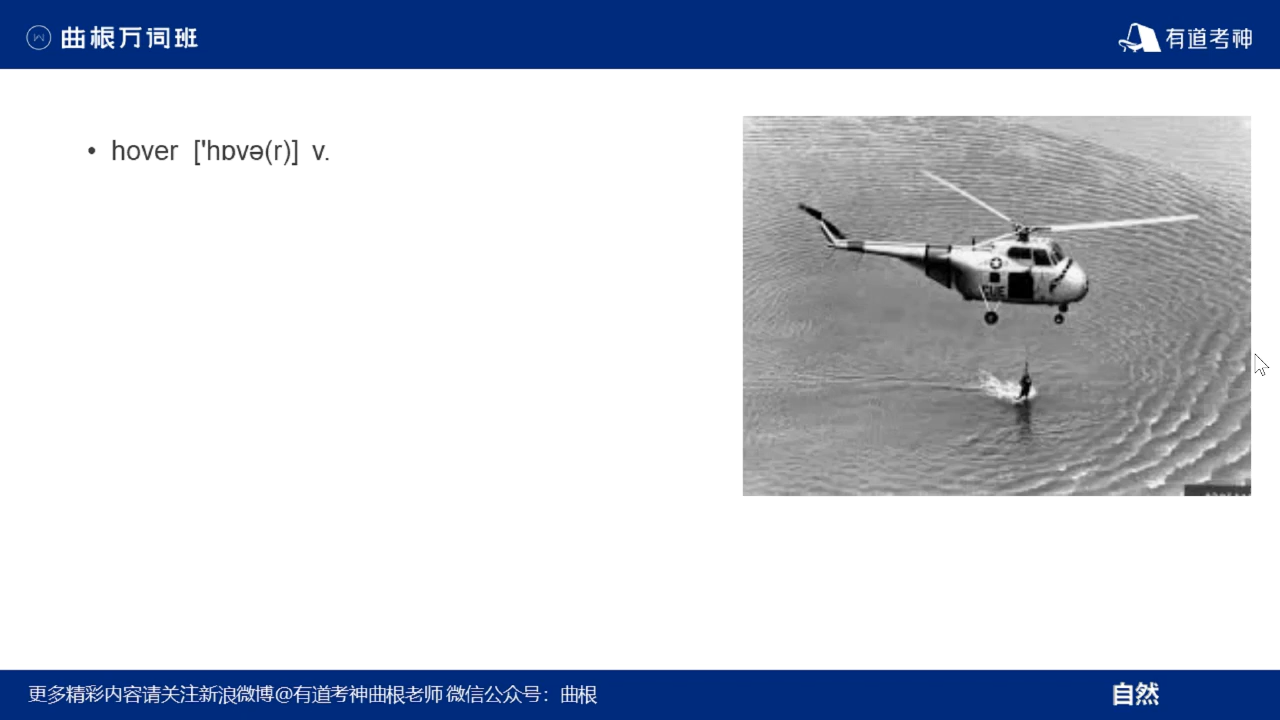 曲根万词班
有道考神
• hover ['hɒvə(r)] v.
更多精彩内容请关注新浪微博@有道考神曲根老师 微信公众号：曲根
自然